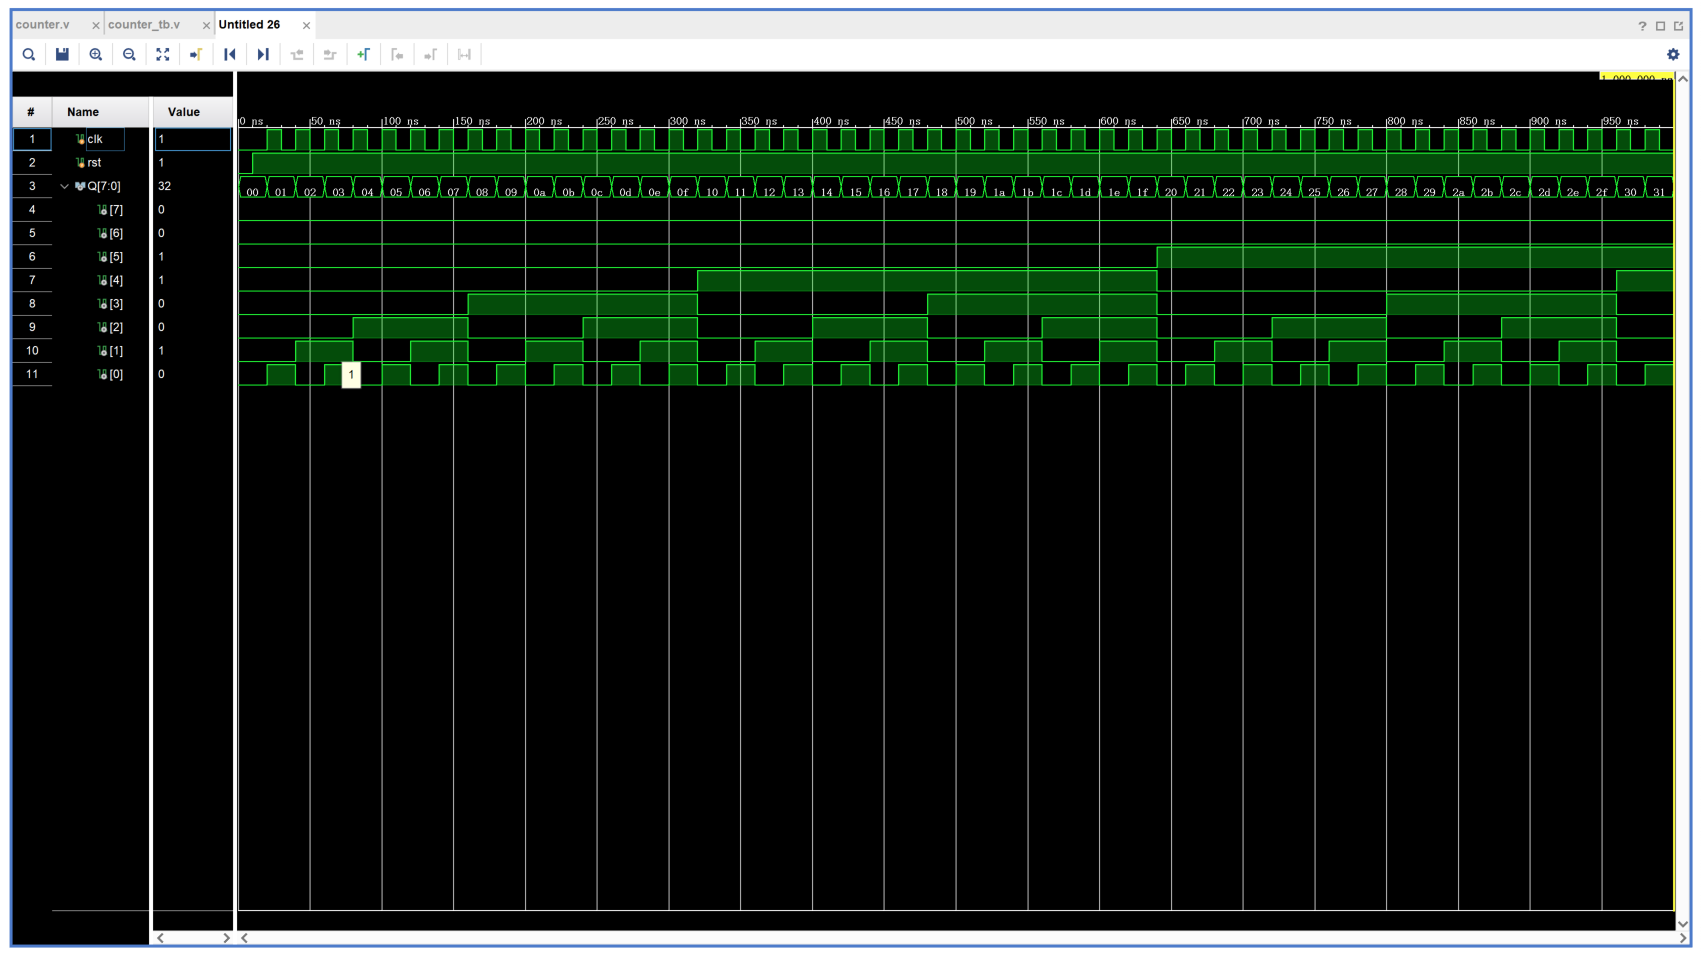 counter.v × counter_tb.v × Untitled 26 ×
?
1,000.000 ns
# Name Value
0 ns 50 ns 100 ns 150 ns 200 ns 250 ns 300 ns 350 ns 400 ns 450 ns 500 ns 550 ns 600 ns 650 ns 700 ns 750 ns 800 ns 850 ns 900 ns 950 ns
1 clk 1
2 rst 1
3 Q[7:0] 32 00 01 02 03 04 05 06 07 08 09 0a 0b 0c 0d 0e 0f 10 11 12 13 14 15 16 17 18 19 1a 1b 1c 1d 1e 1f 20 21 22 23 24 25 26 27 28 29 2a 2b 2c 2d 2e 2f 30 31
4 [7] 0
5 [6] 0
6 [5] 1
7 [4] 1
8 [3] 0
9 [2] 0
10 [1] 1
11 [0] 0 1